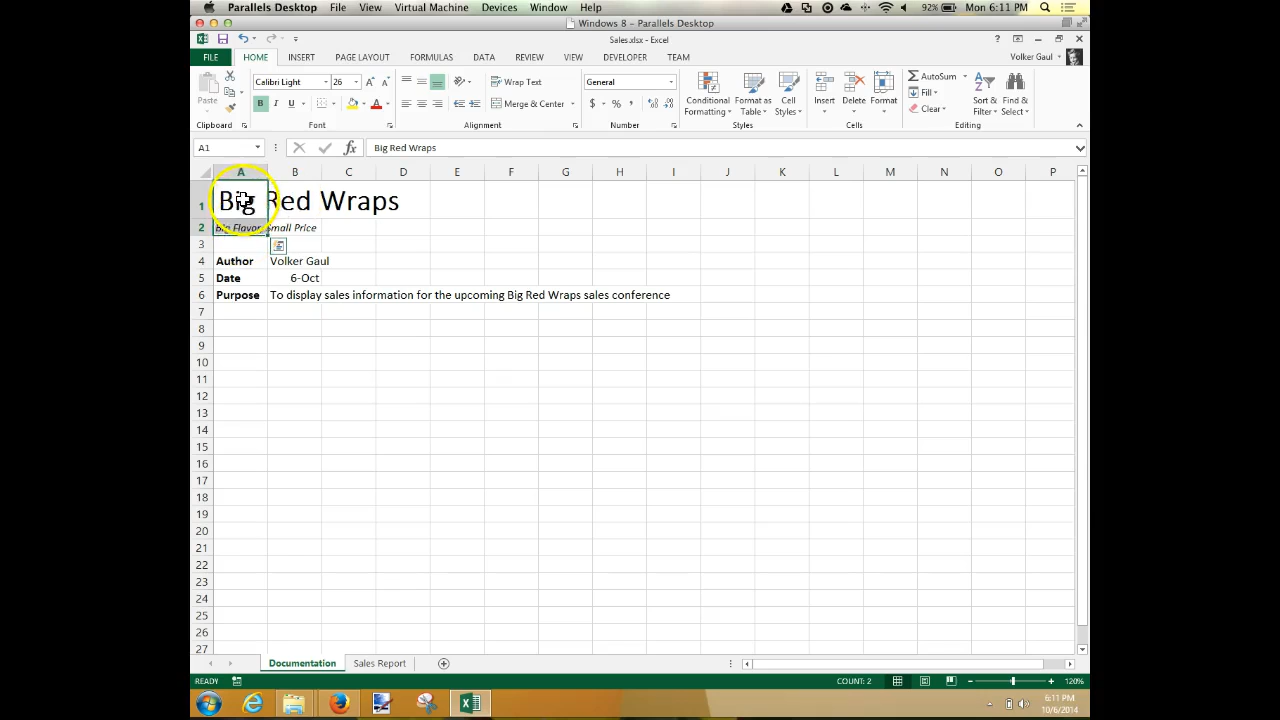 Parallels Desktop File View Virtual Machine Devices Window Help 92% Mon 6:11 PM
Windows 8 – Parallels Desktop
Sales.xlsx - Excel
FILE HOME INSERT PAGE LAYOUT FORMULAS DATA REVIEW VIEW DEVELOPER TEAM Volker Gaul
Paste Calibri Light 26 Wrap Text General Conditional Formatting Format as Table Cell Styles Insert Delete Format AutoSum Fill Clear Sort & Filter Find & Select
B I U Merge & Center $ % ,
Clipboard Font Alignment Number Styles Cells Editing
A1 fx Big Red Wraps
A B C D E F G H I J K L M N O P
1 Big Red Wraps
2 Big Flavor, Small Price
3
4 Author Volker Gaul
5 Date 6-Oct
6 Purpose To display sales information for the upcoming Big Red Wraps sales conference
7
8
9
10
11
12
13
14
15
16
17
18
19
20
21
22
23
24
25
26
27
Documentation Sales Report
READY COUNT: 2 120%
6:11 PM
10/6/2014